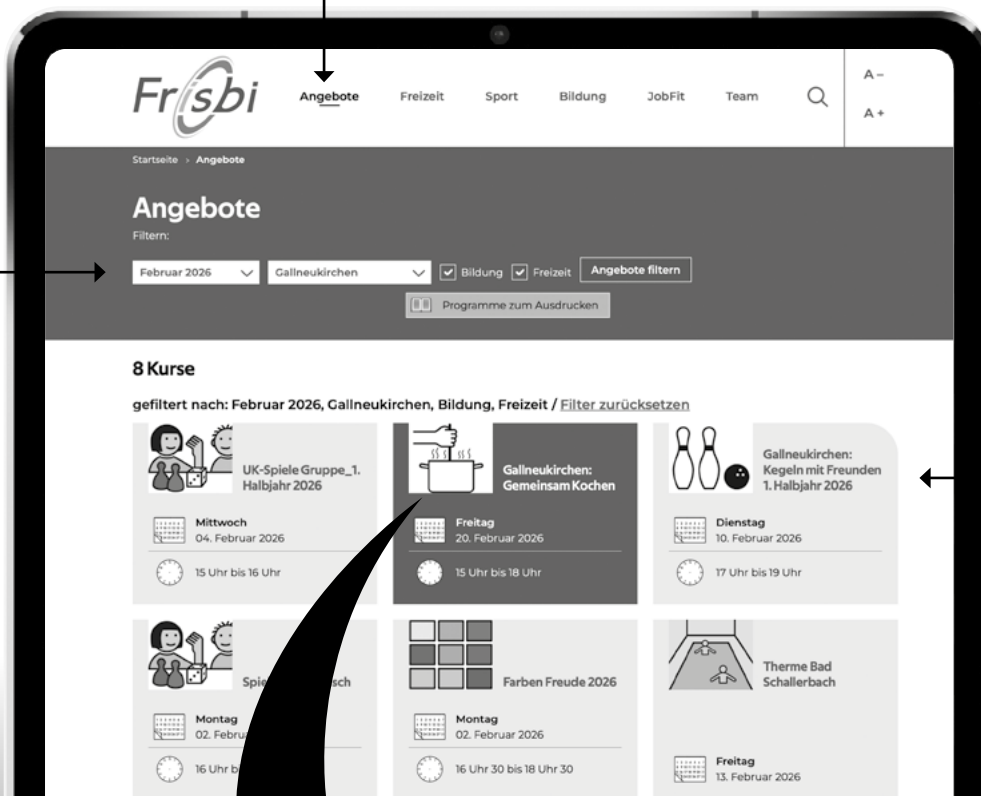 Frisbi
Angebote
Freizeit
Sport
Bildung
JobFit
Team
A –
A +
Startseite › Angebote
Angebote
Filtern:
Februar 2026
Gallneukirchen
Bildung
Freizeit
Angebote filtern
Programme zum Ausdrucken
8 Kurse
gefiltert nach: Februar 2026, Gallneukirchen, Bildung, Freizeit / Filter zurücksetzen
UK-Spiele Gruppe_1.
Halbjahr 2026
Mittwoch
04. Februar 2026
15 Uhr bis 16 Uhr
Gallneukirchen:
Gemeinsam Kochen
Freitag
20. Februar 2026
15 Uhr bis 18 Uhr
Gallneukirchen:
Kegeln mit Freunden
1. Halbjahr 2026
Dienstag
10. Februar 2026
17 Uhr bis 19 Uhr
Montag
02.
16 Uhr
Farben Freude 2026
Montag
02. Februar 2026
16 Uhr 30 bis 18 Uhr 30
Therme Bad
Schallerbach
Freitag
13. Februar 2026